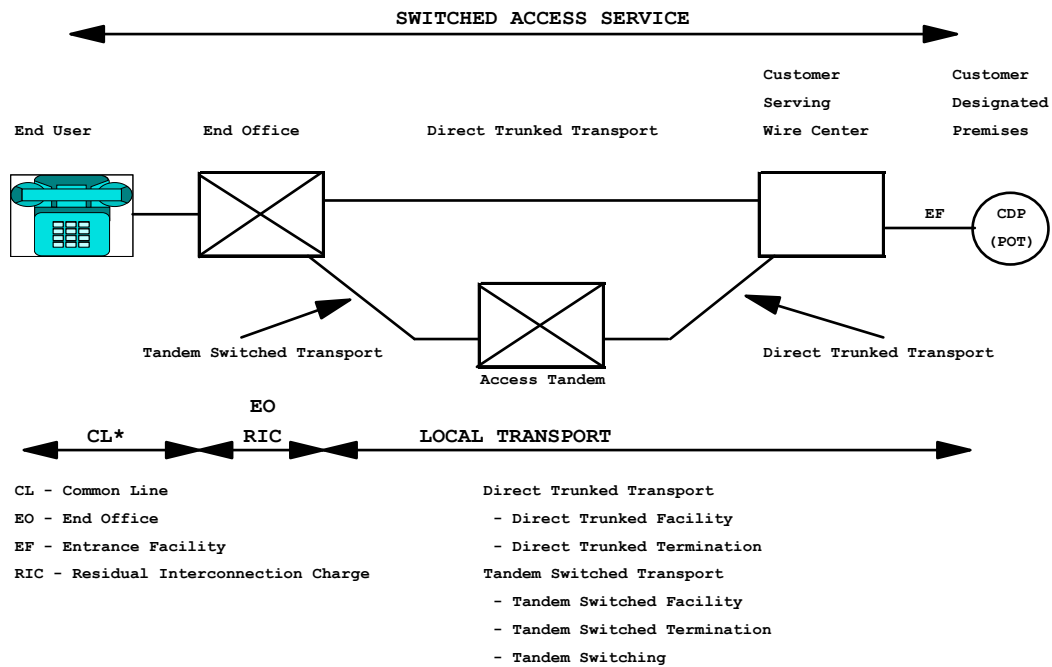 SWITCHED ACCESS SERVICE
Customer
Serving
Wire Center
Customer
Designated
Premises
End User
End Office
Direct Trunked Transport
EF
CDP
(POT)
Tandem Switched Transport
Access Tandem
Direct Trunked Transport
CL*
EO
RIC
LOCAL TRANSPORT
CL - Common Line
EO - End Office
EF - Entrance Facility
RIC - Residual Interconnection Charge
Direct Trunked Transport
- Direct Trunked Facility
- Direct Trunked Termination
Tandem Switched Transport
- Tandem Switched Facility
- Tandem Switched Termination
- Tandem Switching